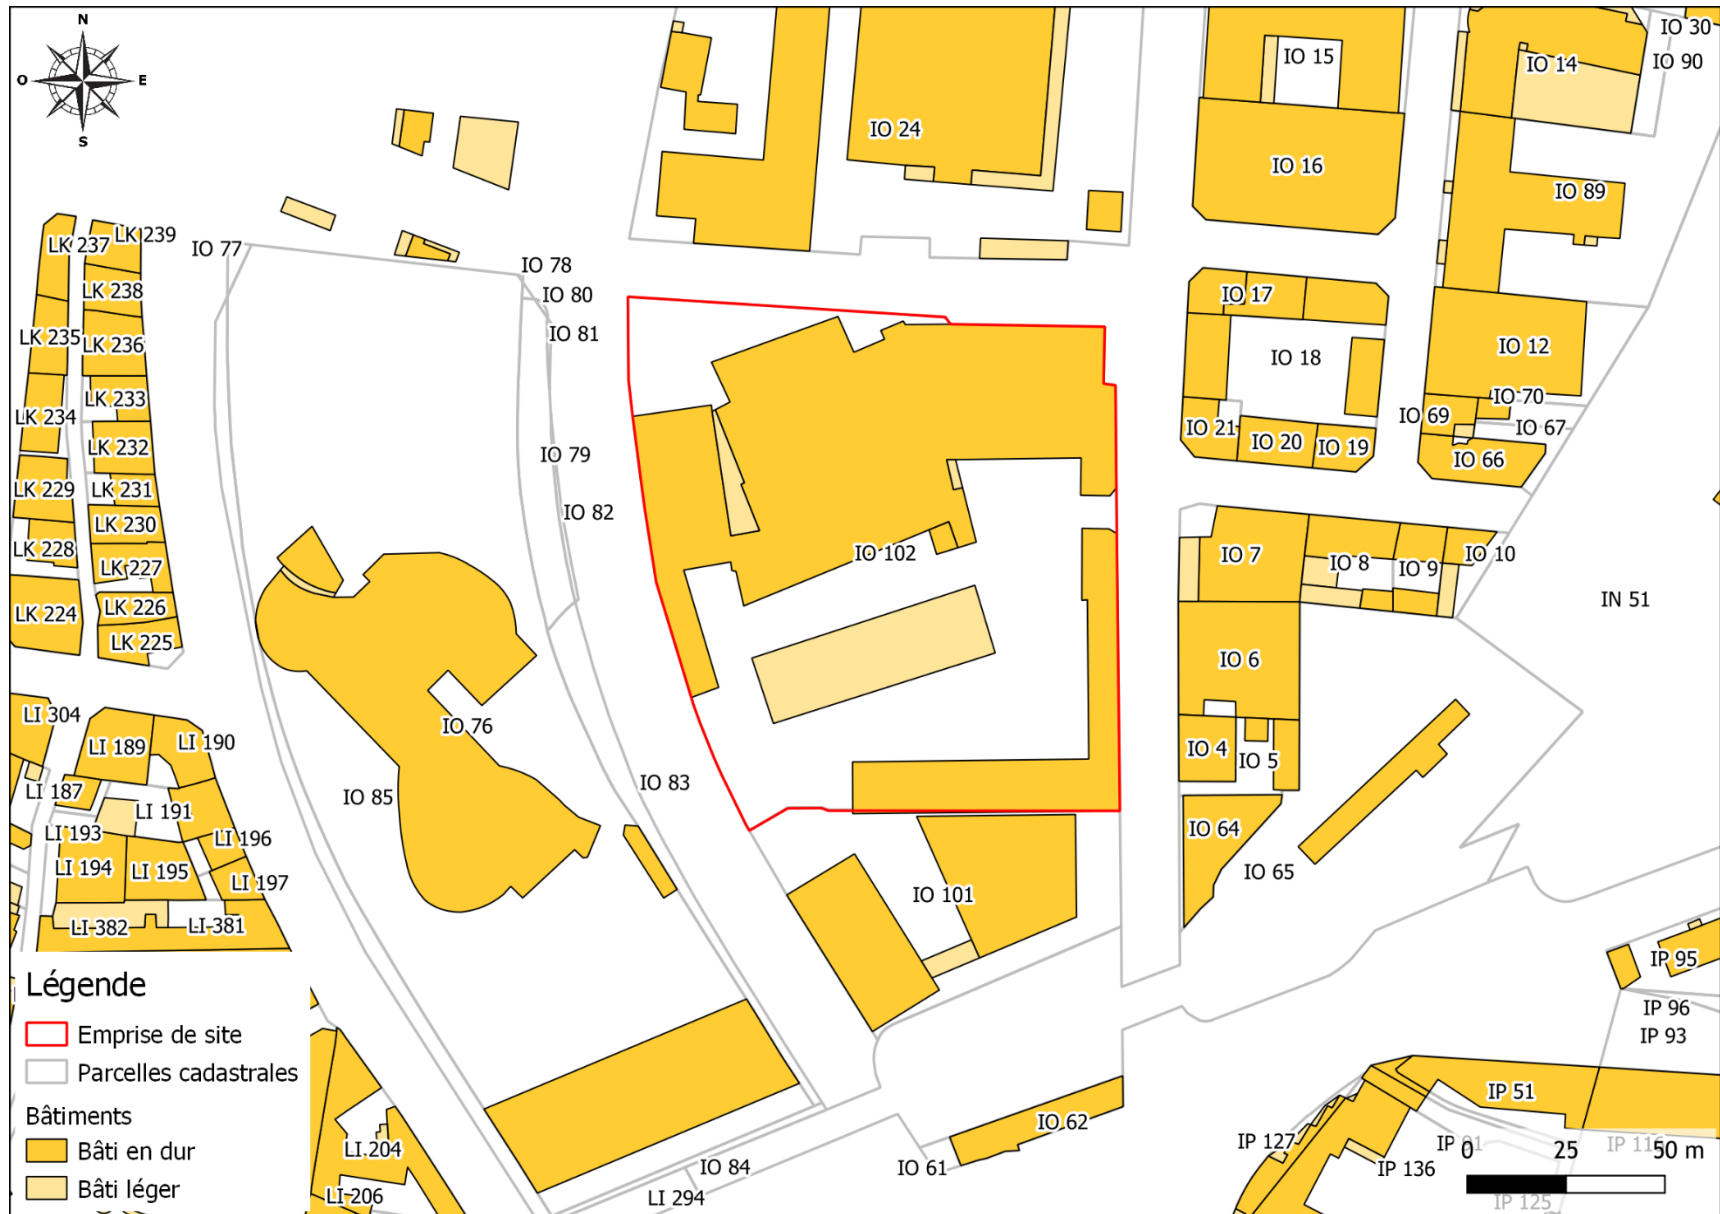 N
O
E
S
IO 30
IO 15
IO 14
IO 90
IO 24
IO 16
IO 89
LK 237
LK 239
IO 77
IO 78
LK 238
IO 80
IO 17
LK 235
LK 236
IO 81
IO 18
IO 12
LK 233
IO 70
LK 234
IO 69
IO 67
IO 21
IO 20
IO 19
LK 232
IO 79
IO 66
LK 229
LK 231
IO 82
LK 230
LK 228
IO 102
IO 7
IO 8
IO 9
IO 10
LK 227
LK 224
LK 226
IN 51
LK 225
IO 6
LI 304
LI 189
LI 190
IO 76
IO 4
IO 5
LI 187
IO 85
IO 83
LI 191
LI 193
LI 196
IO 64
LI 194
LI 195
LI 197
IO 65
IO 101
LI 382
LI 381
IP 95
Légende
Emprise de site
Parcelles cadastrales
Bâtiments
Bâti en dur
Bâti léger
IP 96
IP 93
IP 51
IO 62
LI 204
IP 127
IP 91
IP 116
IO 84
IO 61
IP 136
LI 206
LI 294
0 25 50 m
IP 125